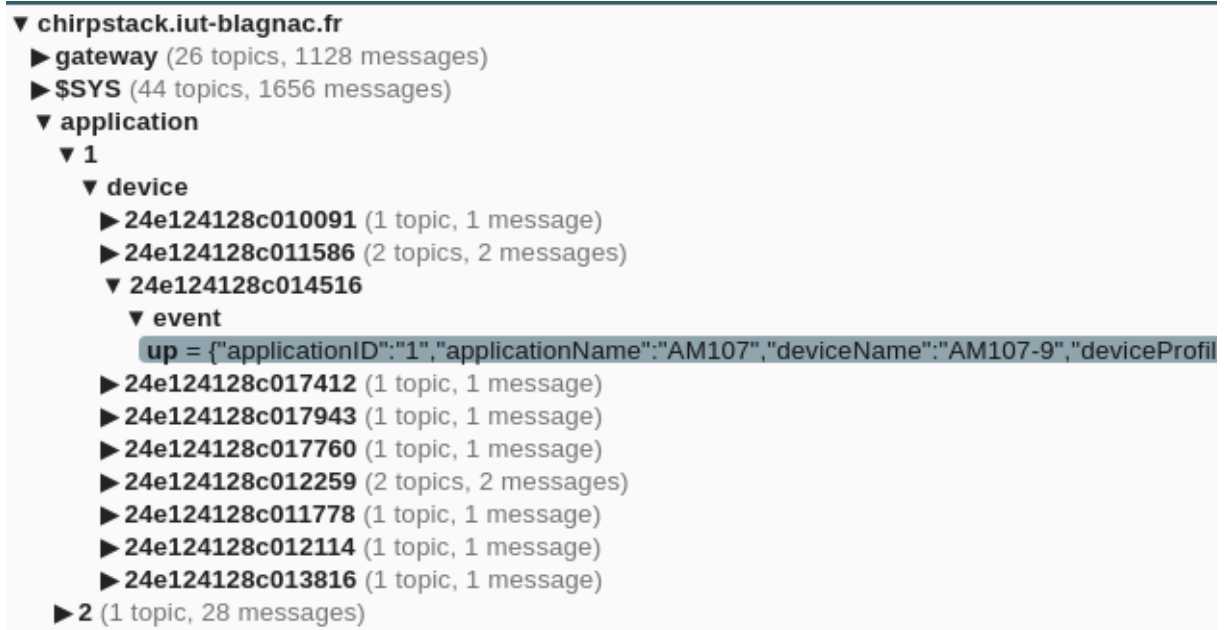 ▼ chirpstack.iut-blagnac.fr
▶ gateway (26 topics, 1128 messages)
▶ $SYS (44 topics, 1656 messages)
▼ application
▼ 1
▼ device
▶ 24e124128c010091 (1 topic, 1 message)
▶ 24e124128c011586 (2 topics, 2 messages)
▼ 24e124128c014516
▼ event
up = {"applicationID":"1","applicationName":"AM107","deviceName":"AM107-9","deviceProfil
▶ 24e124128c017412 (1 topic, 1 message)
▶ 24e124128c017943 (1 topic, 1 message)
▶ 24e124128c017760 (1 topic, 1 message)
▶ 24e124128c012259 (2 topics, 2 messages)
▶ 24e124128c011778 (1 topic, 1 message)
▶ 24e124128c012114 (1 topic, 1 message)
▶ 24e124128c013816 (1 topic, 1 message)
▶ 2 (1 topic, 28 messages)